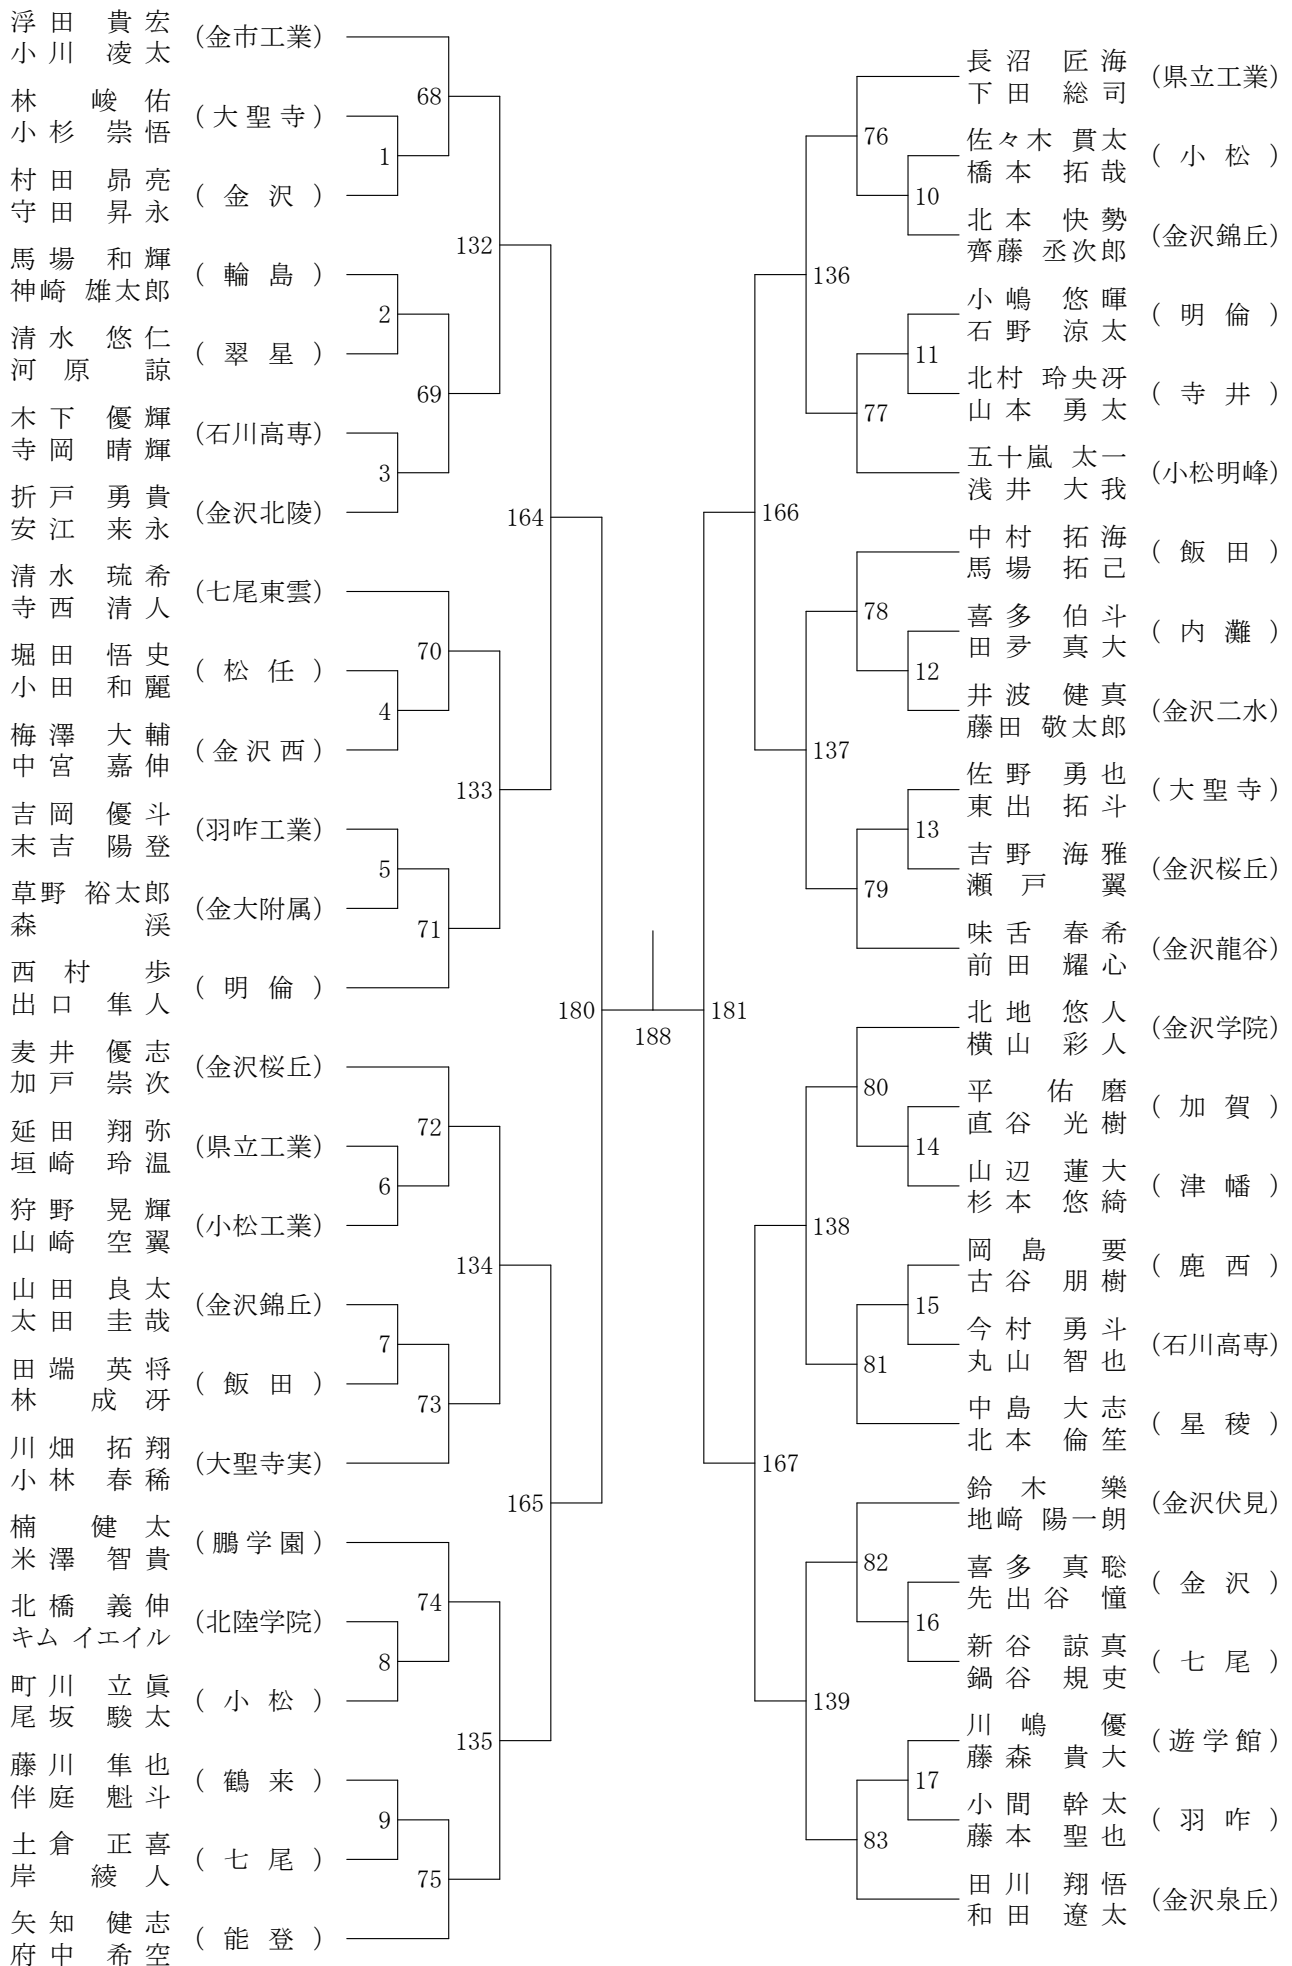 浮田 貴宏
小川 凌太
(金市工業)
林 峻佑
小杉 崇悟
(大聖寺)
村田 昴亮
守田 昇永
(金沢)
馬場 和輝
神崎 雄太郎
(輪島)
清水 悠仁
河原 諒
(翠星)
木下 優輝
寺岡 晴輝
(石川高専)
折戸 勇貴
安江 来永
(金沢北陵)
清水 琉希
寺西 清人
(七尾東雲)
堀田 悟史
小田 和麗
(松任)
梅澤 大輔
中宮 嘉伸
(金沢西)
吉岡 優斗
末吉 陽登
(羽咋工業)
草野 裕太郎
森 渓
(金大附属)
西村 歩
出口 隼人
(明倫)
麦井 優志
加戸 崇次
(金沢桜丘)
延田 翔弥
垣崎 玲温
(県立工業)
狩野 晃輝
山崎 空翼
(小松工業)
山田 良太
太田 圭哉
(金沢錦丘)
田端 英将
林 成冴
(飯田)
川畑 拓翔
小林 春稀
(大聖寺実)
楠 健太
米澤 智貴
(鵬学園)
北橋 義伸
キム イエイル
(北陸学院)
町川 立眞
尾坂 駿太
(小松)
藤川 隼也
伴庭 魁斗
(鶴来)
土倉 正喜
岸 綾人
(七尾)
矢知 健志
府中 希空
(能登)
1
2
3
4
5
6
7
8
9
68
69
70
71
72
73
74
75
132
133
134
135
164
165
180
188
181
166
167
136
137
138
139
76
77
78
79
80
81
82
83
10
11
12
13
14
15
16
17
長沼 匠海
下田 総司
(県立工業)
佐々木 貫太
橋本 拓哉
(小松)
北本 快勢
齊藤 丞次郎
(金沢錦丘)
小嶋 悠暉
石野 涼太
(明倫)
北村 玲央冴
山本 勇太
(寺井)
五十嵐 太一
浅井 大我
(小松明峰)
中村 拓海
馬場 拓己
(飯田)
喜多 伯斗
田夛 真大
(内灘)
井波 健真
藤田 敬太郎
(金沢二水)
佐野 勇也
東出 拓斗
(大聖寺)
吉野 海雅
瀬戸 翼
(金沢桜丘)
味舌 春希
前田 耀心
(金沢龍谷)
北地 悠人
横山 彩人
(金沢学院)
平 佑磨
直谷 光樹
(加賀)
山辺 蓮大
杉本 悠綺
(津幡)
岡島 要
古谷 朋樹
(鹿西)
今村 勇斗
丸山 智也
(石川高専)
中島 大志
北本 倫笙
(星稜)
鈴木 樂
地﨑 陽一朗
(金沢伏見)
喜多 真聡
先出谷 憧
(金沢)
新谷 諒真
鍋谷 規吏
(七尾)
川嶋 優
藤森 貴大
(遊学館)
小間 幹太
藤本 聖也
(羽咋)
田川 翔悟
和田 遼太
(金沢泉丘)